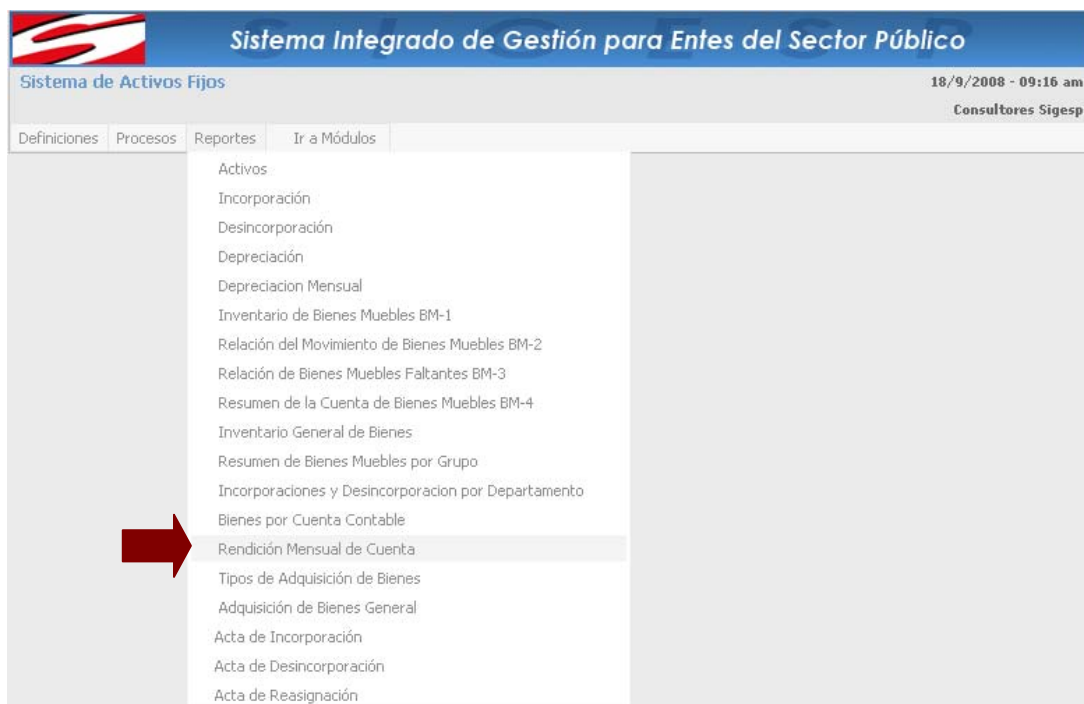 S I G E S P
Sistema Integrado de Gestión para Entes del Sector Público
Sistema de Activos Fijos
18/9/2008 - 09:16 am
Consultores Sigesp
Definiciones Procesos Reportes Ir a Módulos
Activos
Incorporación
Desincorporación
Depreciación
Depreciacion Mensual
Inventario de Bienes Muebles BM-1
Relación del Movimiento de Bienes Muebles BM-2
Relación de Bienes Muebles Faltantes BM-3
Resumen de la Cuenta de Bienes Muebles BM-4
Inventario General de Bienes
Resumen de Bienes Muebles por Grupo
Incorporaciones y Desincorporacion por Departamento
Bienes por Cuenta Contable
Rendición Mensual de Cuenta
Tipos de Adquisición de Bienes
Adquisición de Bienes General
Acta de Incorporación
Acta de Desincorporación
Acta de Reasignación